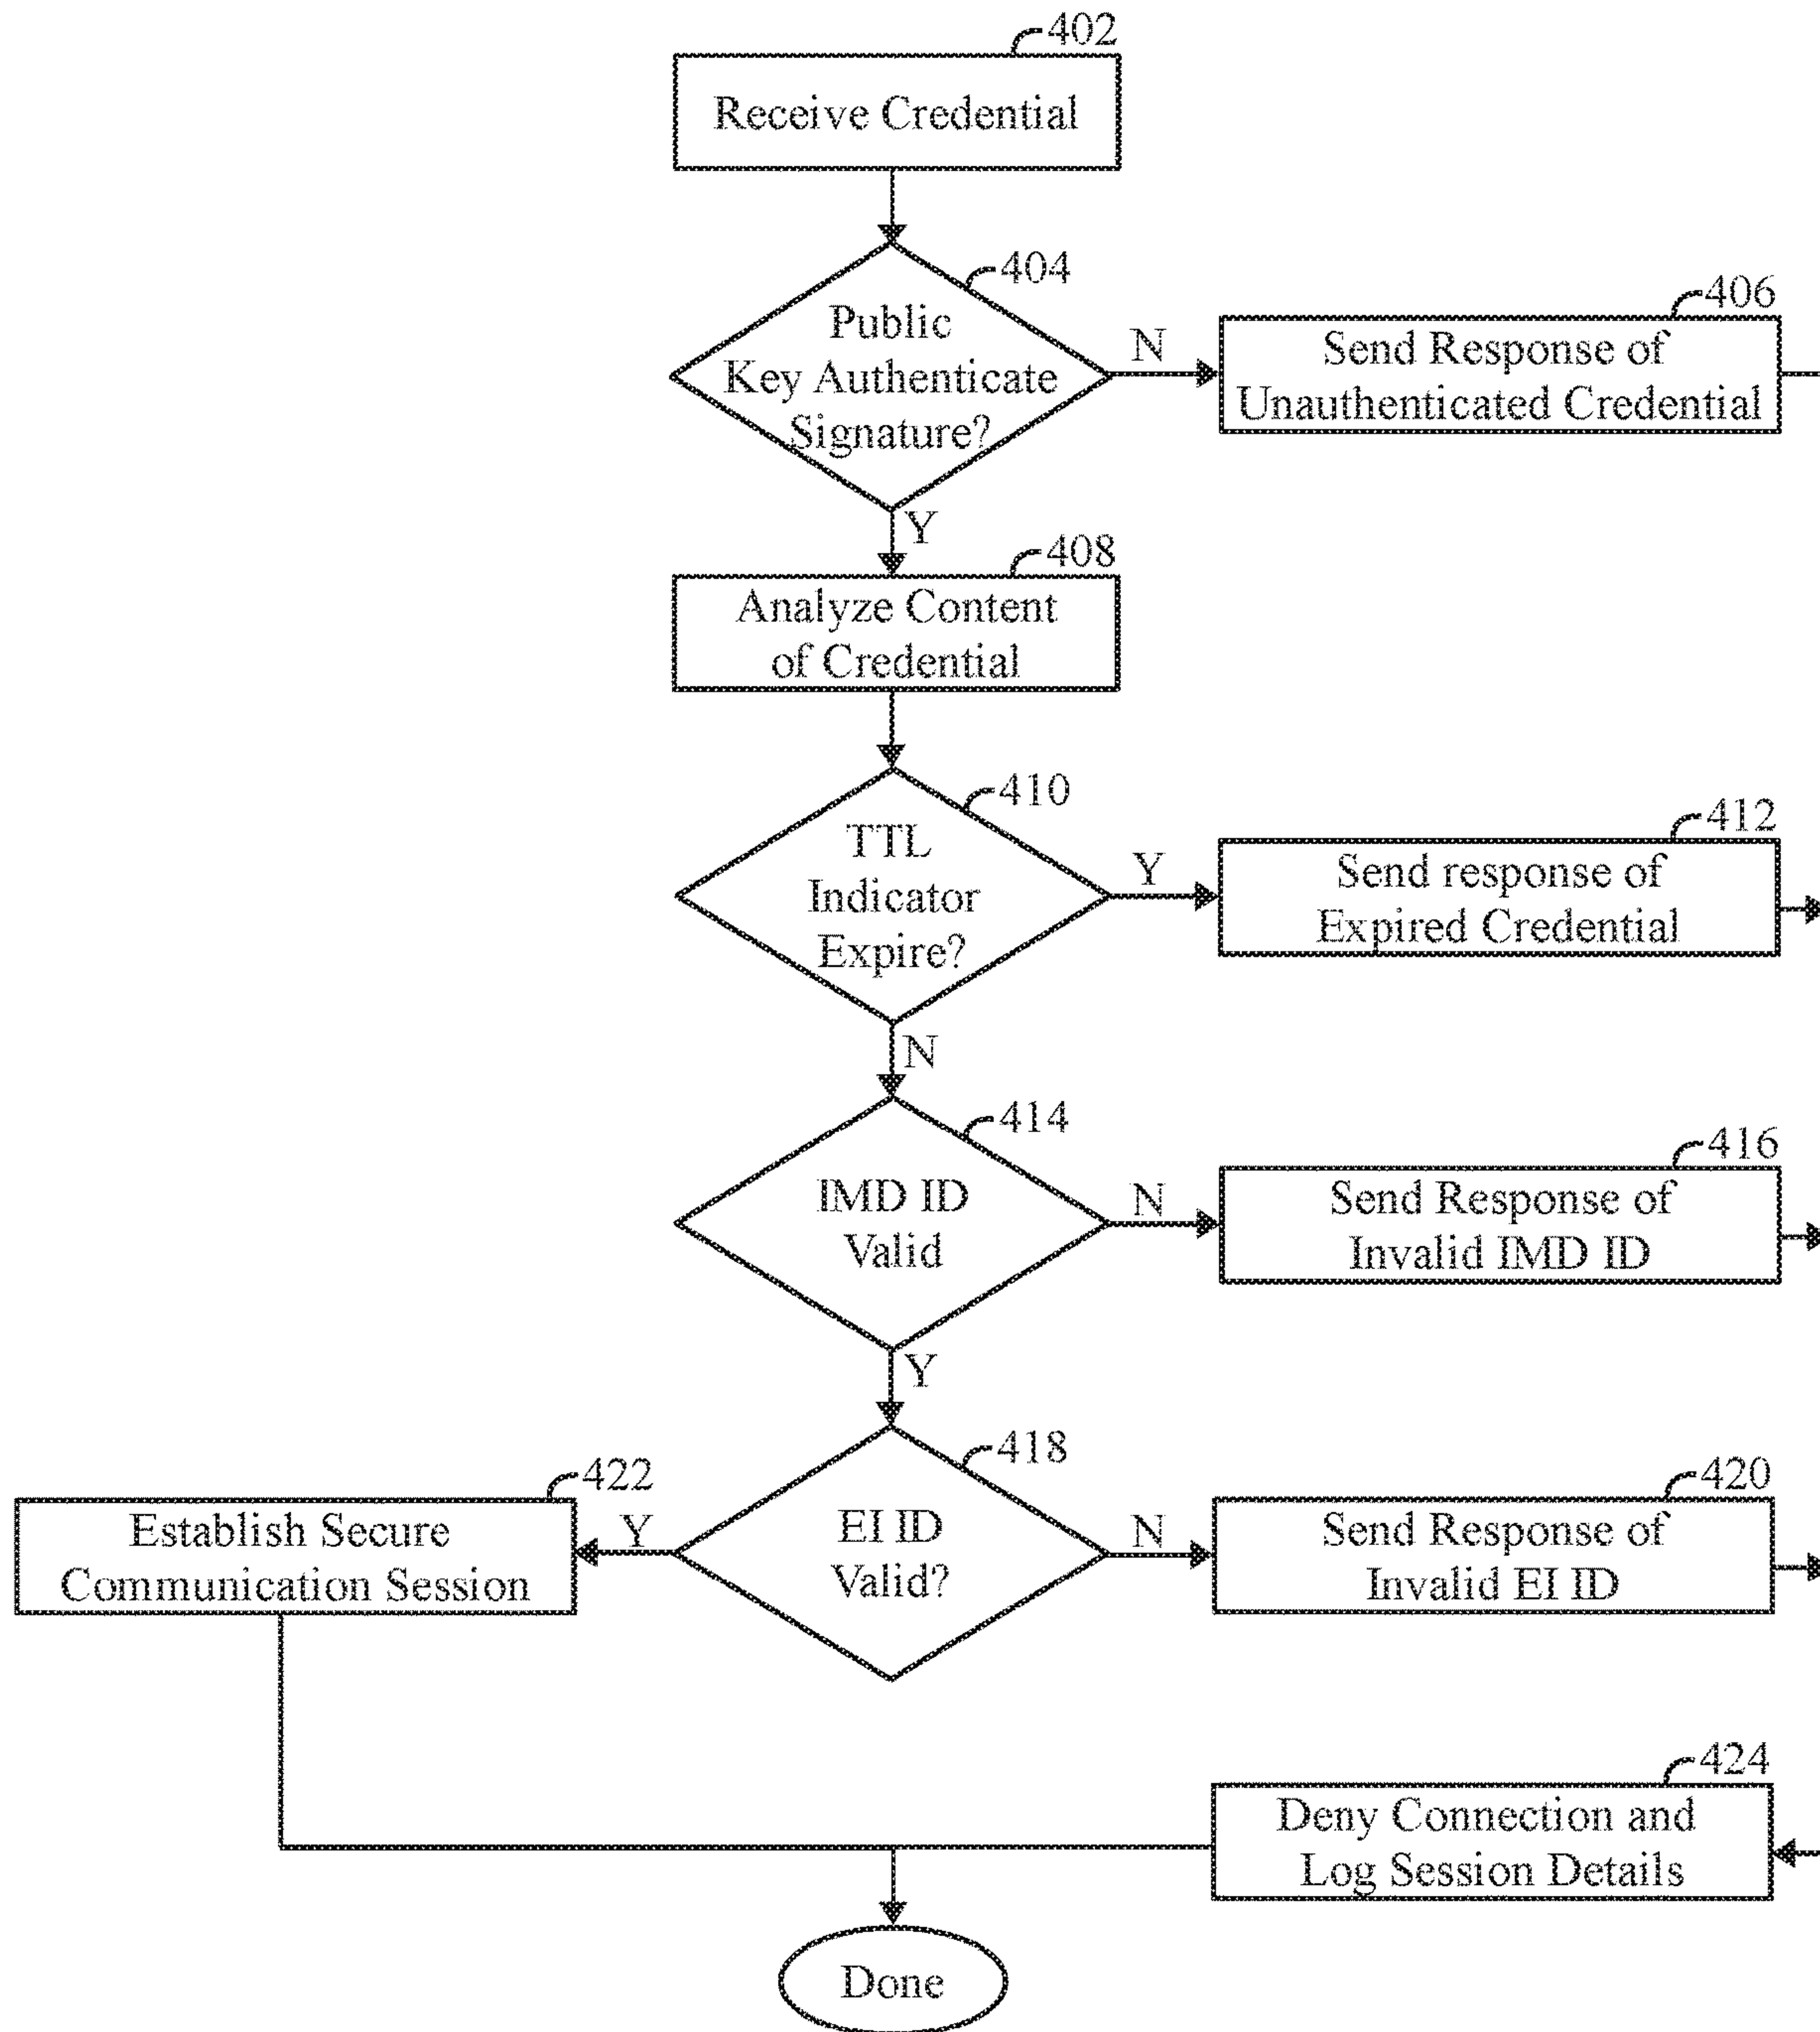 402
Receive Credential
404
Public
Key Authenticate
Signature?
N
406
Send Response of
Unauthenticated Credential
Y
408
Analyze Content
of Credential
410
TTL
Indicator
Expire?
Y
412
Send response of
Expired Credential
N
414
IMD ID
Valid
N
416
Send Response of
Invalid IMD ID
Y
418
EI ID
Valid?
N
420
Send Response of
Invalid EI ID
Y
422
Establish Secure
Communication Session
424
Deny Connection and
Log Session Details
Done